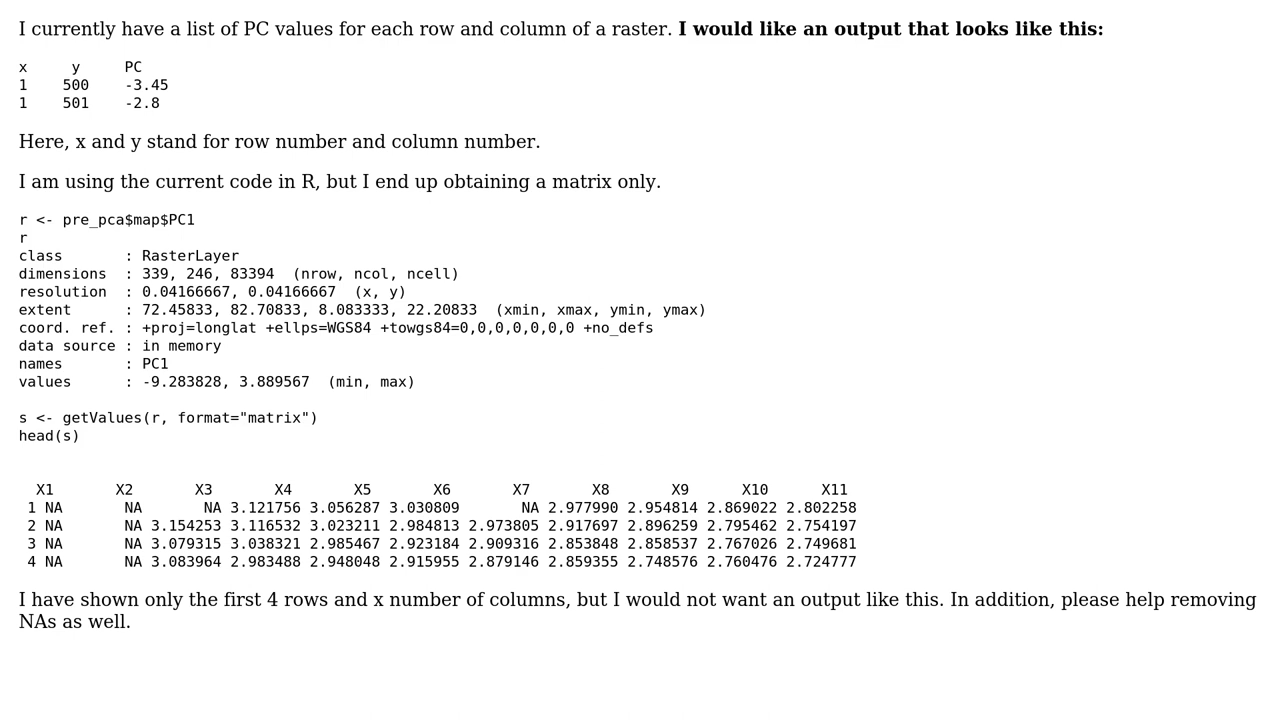 I currently have a list of PC values for each row and column of a raster. I would like an output that looks like this:
x     y     PC
1    500    -3.45
1    501    -2.8
Here, x and y stand for row number and column number.
I am using the current code in R, but I end up obtaining a matrix only.
r <- pre_pca$map$PC1
r
class       : RasterLayer
dimensions  : 339, 246, 83394  (nrow, ncol, ncell)
resolution  : 0.04166667, 0.04166667  (x, y)
extent      : 72.45833, 82.70833, 8.083333, 22.20833  (xmin, xmax, ymin, ymax)
coord. ref. : +proj=longlat +ellps=WGS84 +towgs84=0,0,0,0,0,0,0 +no_defs
data source : in memory
names       : PC1
values      : -9.283828, 3.889567  (min, max)
s <- getValues(r, format="matrix")
head(s)
  X1       X2       X3       X4       X5       X6       X7       X8       X9      X10      X11
 1 NA       NA       NA 3.121756 3.056287 3.030809       NA 2.977990 2.954814 2.869022 2.802258
 2 NA       NA 3.154253 3.116532 3.023211 2.984813 2.973805 2.917697 2.896259 2.795462 2.754197
 3 NA       NA 3.079315 3.038321 2.985467 2.923184 2.909316 2.853848 2.858537 2.767026 2.749681
 4 NA       NA 3.083964 2.983488 2.948048 2.915955 2.879146 2.859355 2.748576 2.760476 2.724777
I have shown only the first 4 rows and x number of columns, but I would not want an output like this. In addition, please help removing
NAs as well.